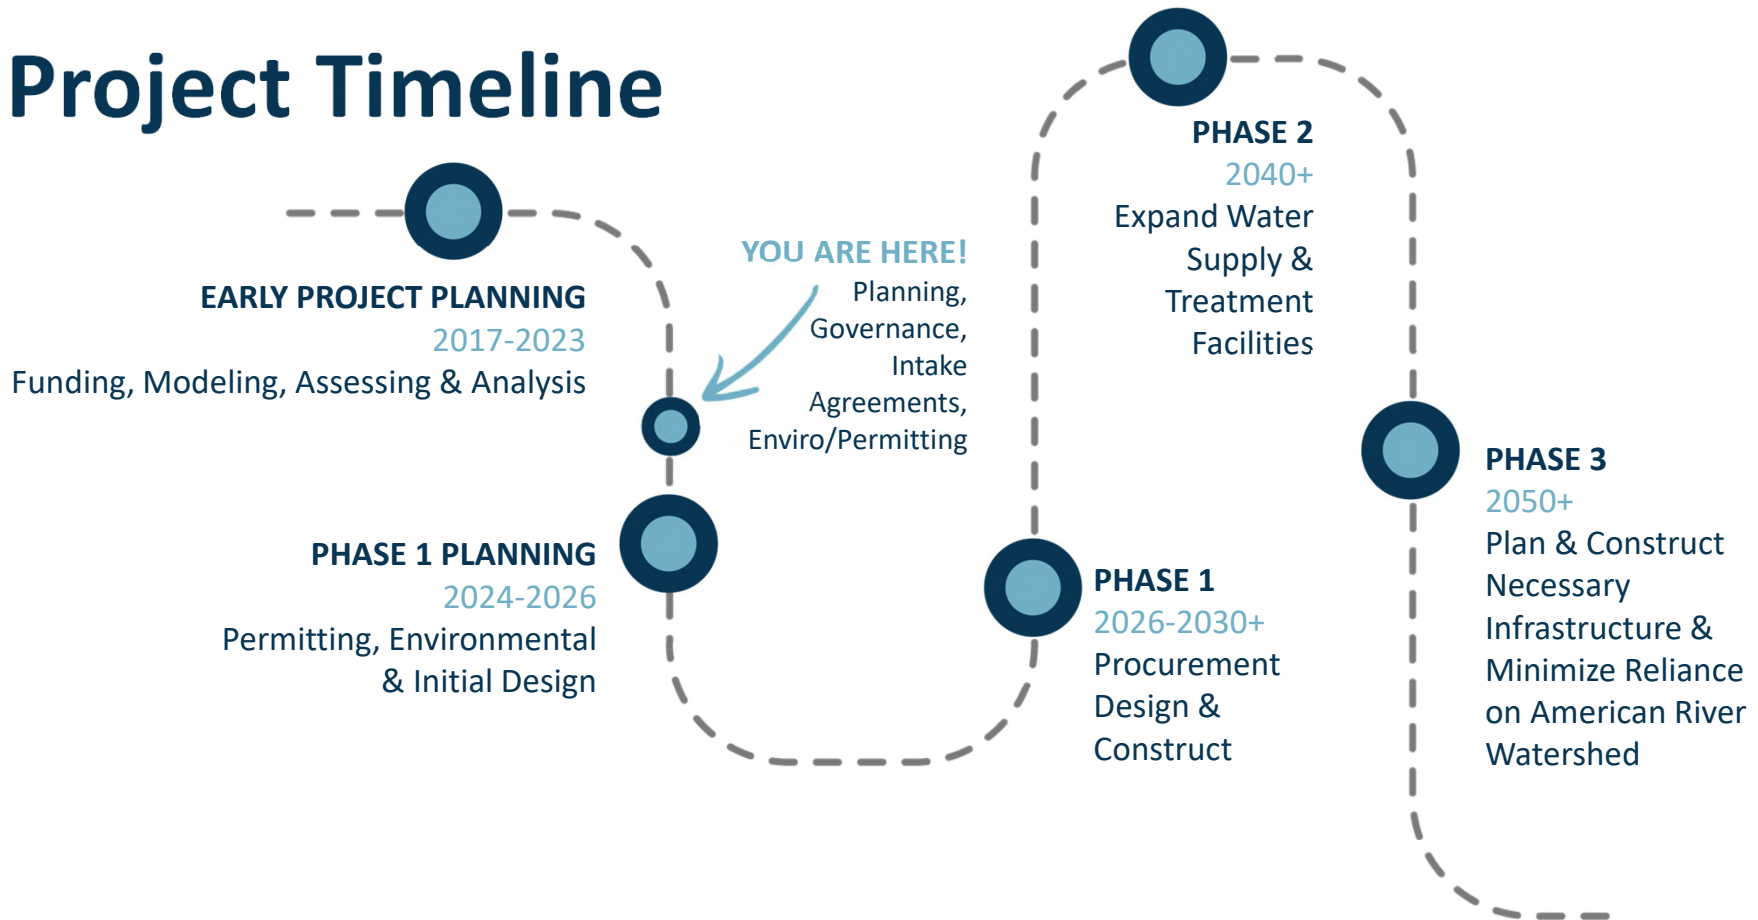 Project Timeline
EARLY PROJECT PLANNING
2017-2023
Funding, Modeling, Assessing & Analysis
YOU ARE HERE!
Planning,
Governance,
Intake
Agreements,
Enviro/Permitting
PHASE 1 PLANNING
2024-2026
Permitting, Environmental
& Initial Design
PHASE 1
2026-2030+
Procurement
Design &
Construct
PHASE 2
2040+
Expand Water
Supply &
Treatment
Facilities
PHASE 3
2050+
Plan & Construct
Necessary
Infrastructure &
Minimize Reliance
on American River
Watershed